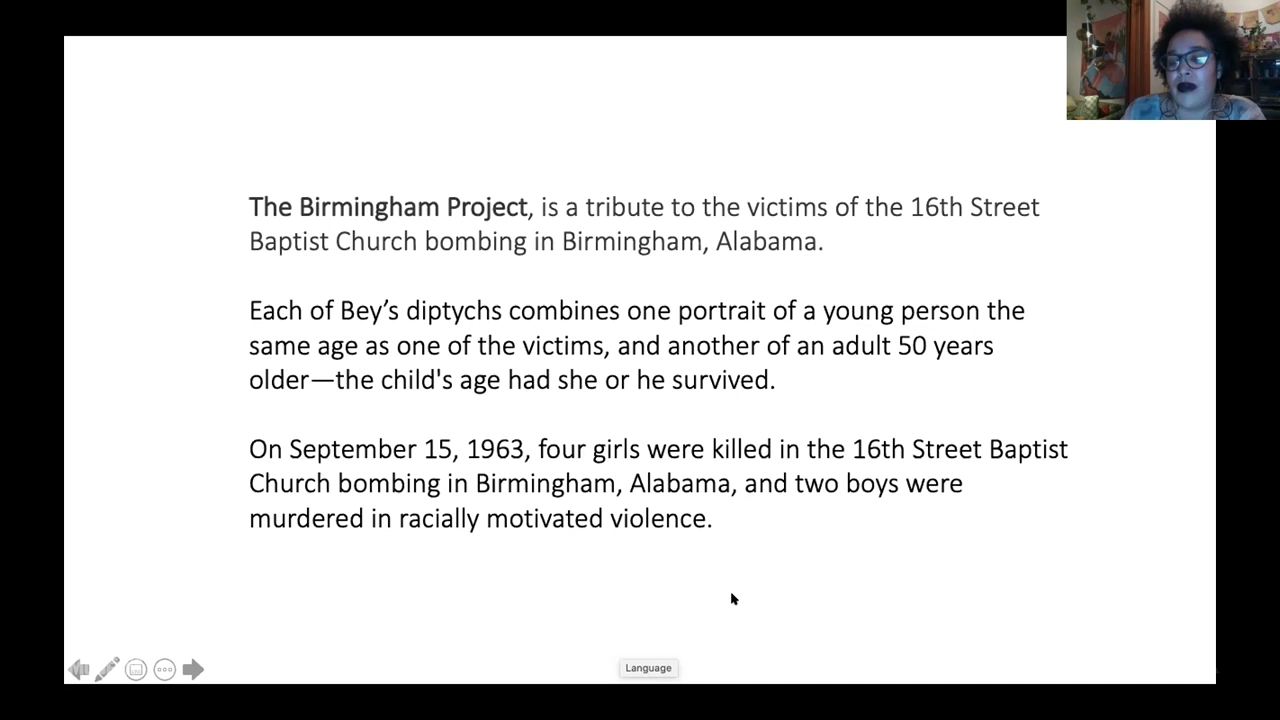 The Birmingham Project, is a tribute to the victims of the 16th Street
Baptist Church bombing in Birmingham, Alabama.
Each of Bey’s diptychs combines one portrait of a young person the
same age as one of the victims, and another of an adult 50 years
older—the child's age had she or he survived.
On September 15, 1963, four girls were killed in the 16th Street Baptist
Church bombing in Birmingham, Alabama, and two boys were
murdered in racially motivated violence.
Language